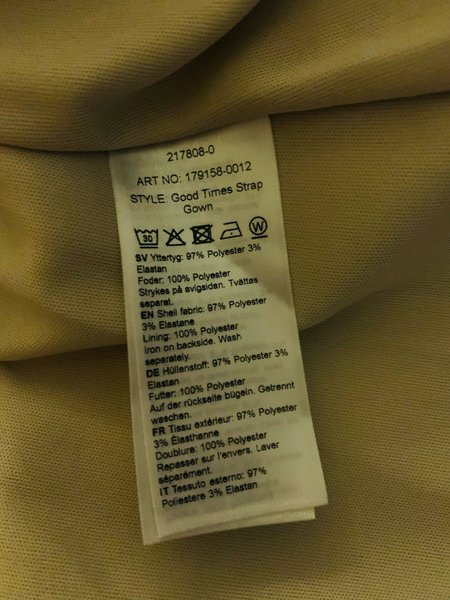 217808-0
ART NO: 179158-0012
STYLE: Good Times Strap
Gown
30 W
SV Yttertyg: 97% Polyester 3%
Elastan
Foder: 100% Polyester
Strykes på avigsidan. Tvättas
separat.
EN Shell fabric: 97% Polyester
3% Elastane
Lining: 100% Polyester
Iron on backside. Wash
separately.
DE Hüllenstoff: 97% Polyester 3%
Elastan
Futter: 100% Polyester
Auf der rückseite bügeln. Getrennt
waschen.
FR Tissu extérieur: 97% Polyester
3% Élasthanne
Doublure: 100% Polyester
Repasser sur l'envers. Laver
séparément.
IT Tessuto esterno: 97%
Poliestere 3% Elastan